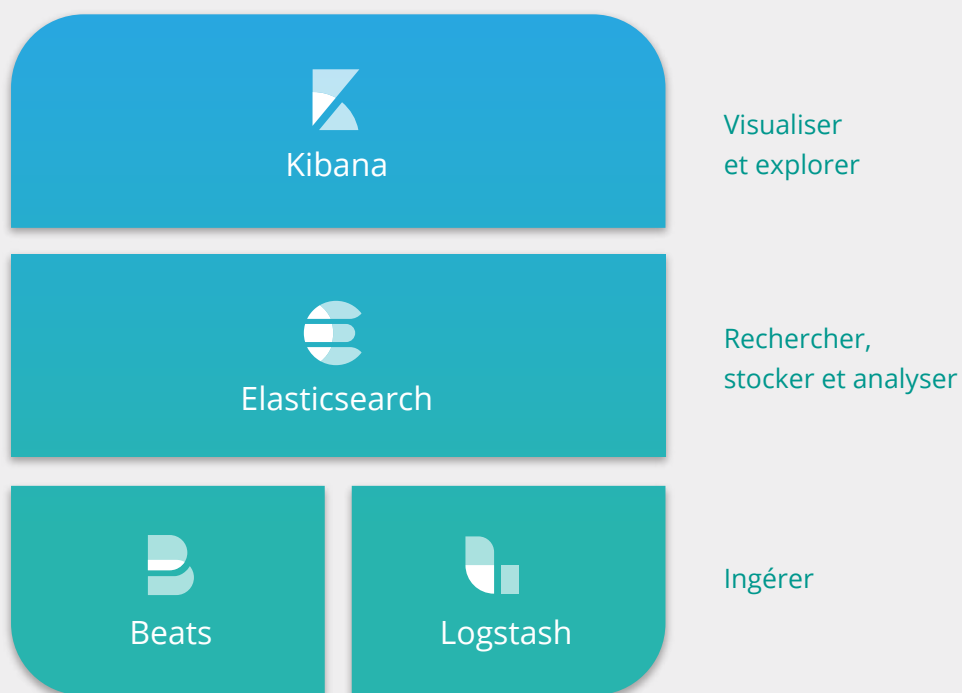 Kibana
Visualiser
et explorer
Elasticsearch
Rechercher,
stocker et analyser
Beats
Logstash
Ingérer